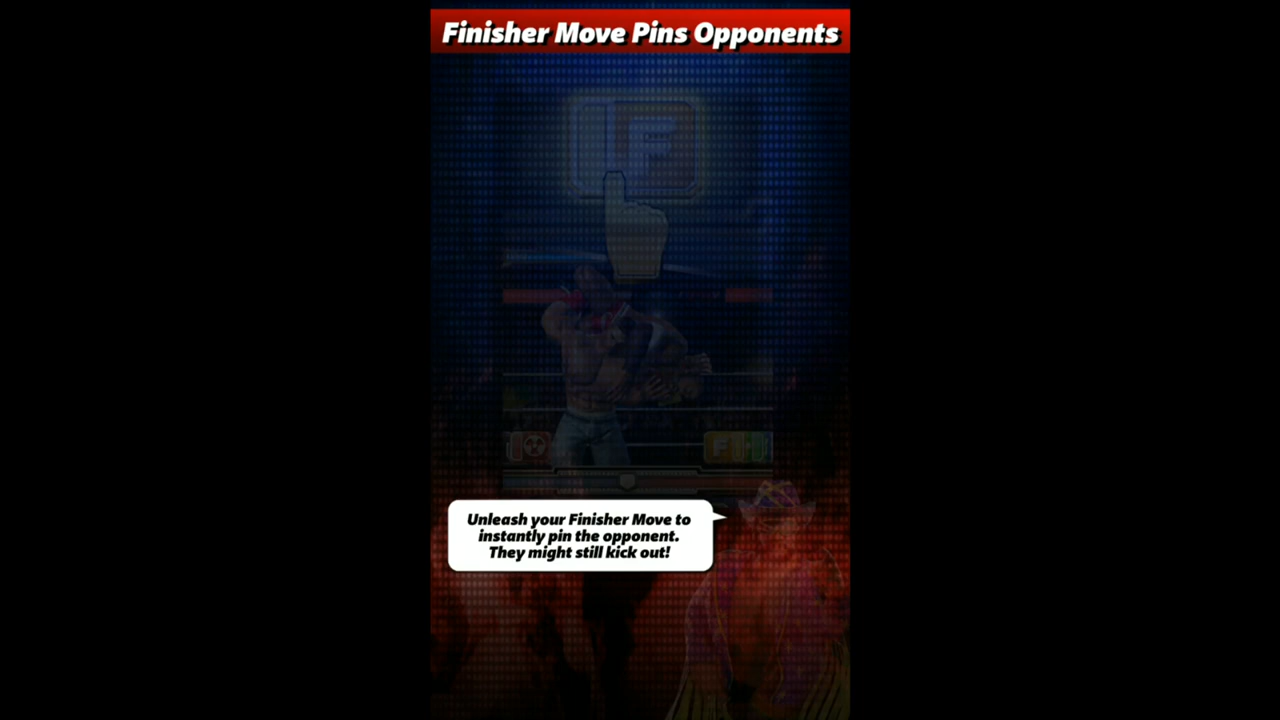 Finisher Move Pins Opponents
F
F
Unleash your Finisher Move to
instantly pin the opponent.
They might still kick out!